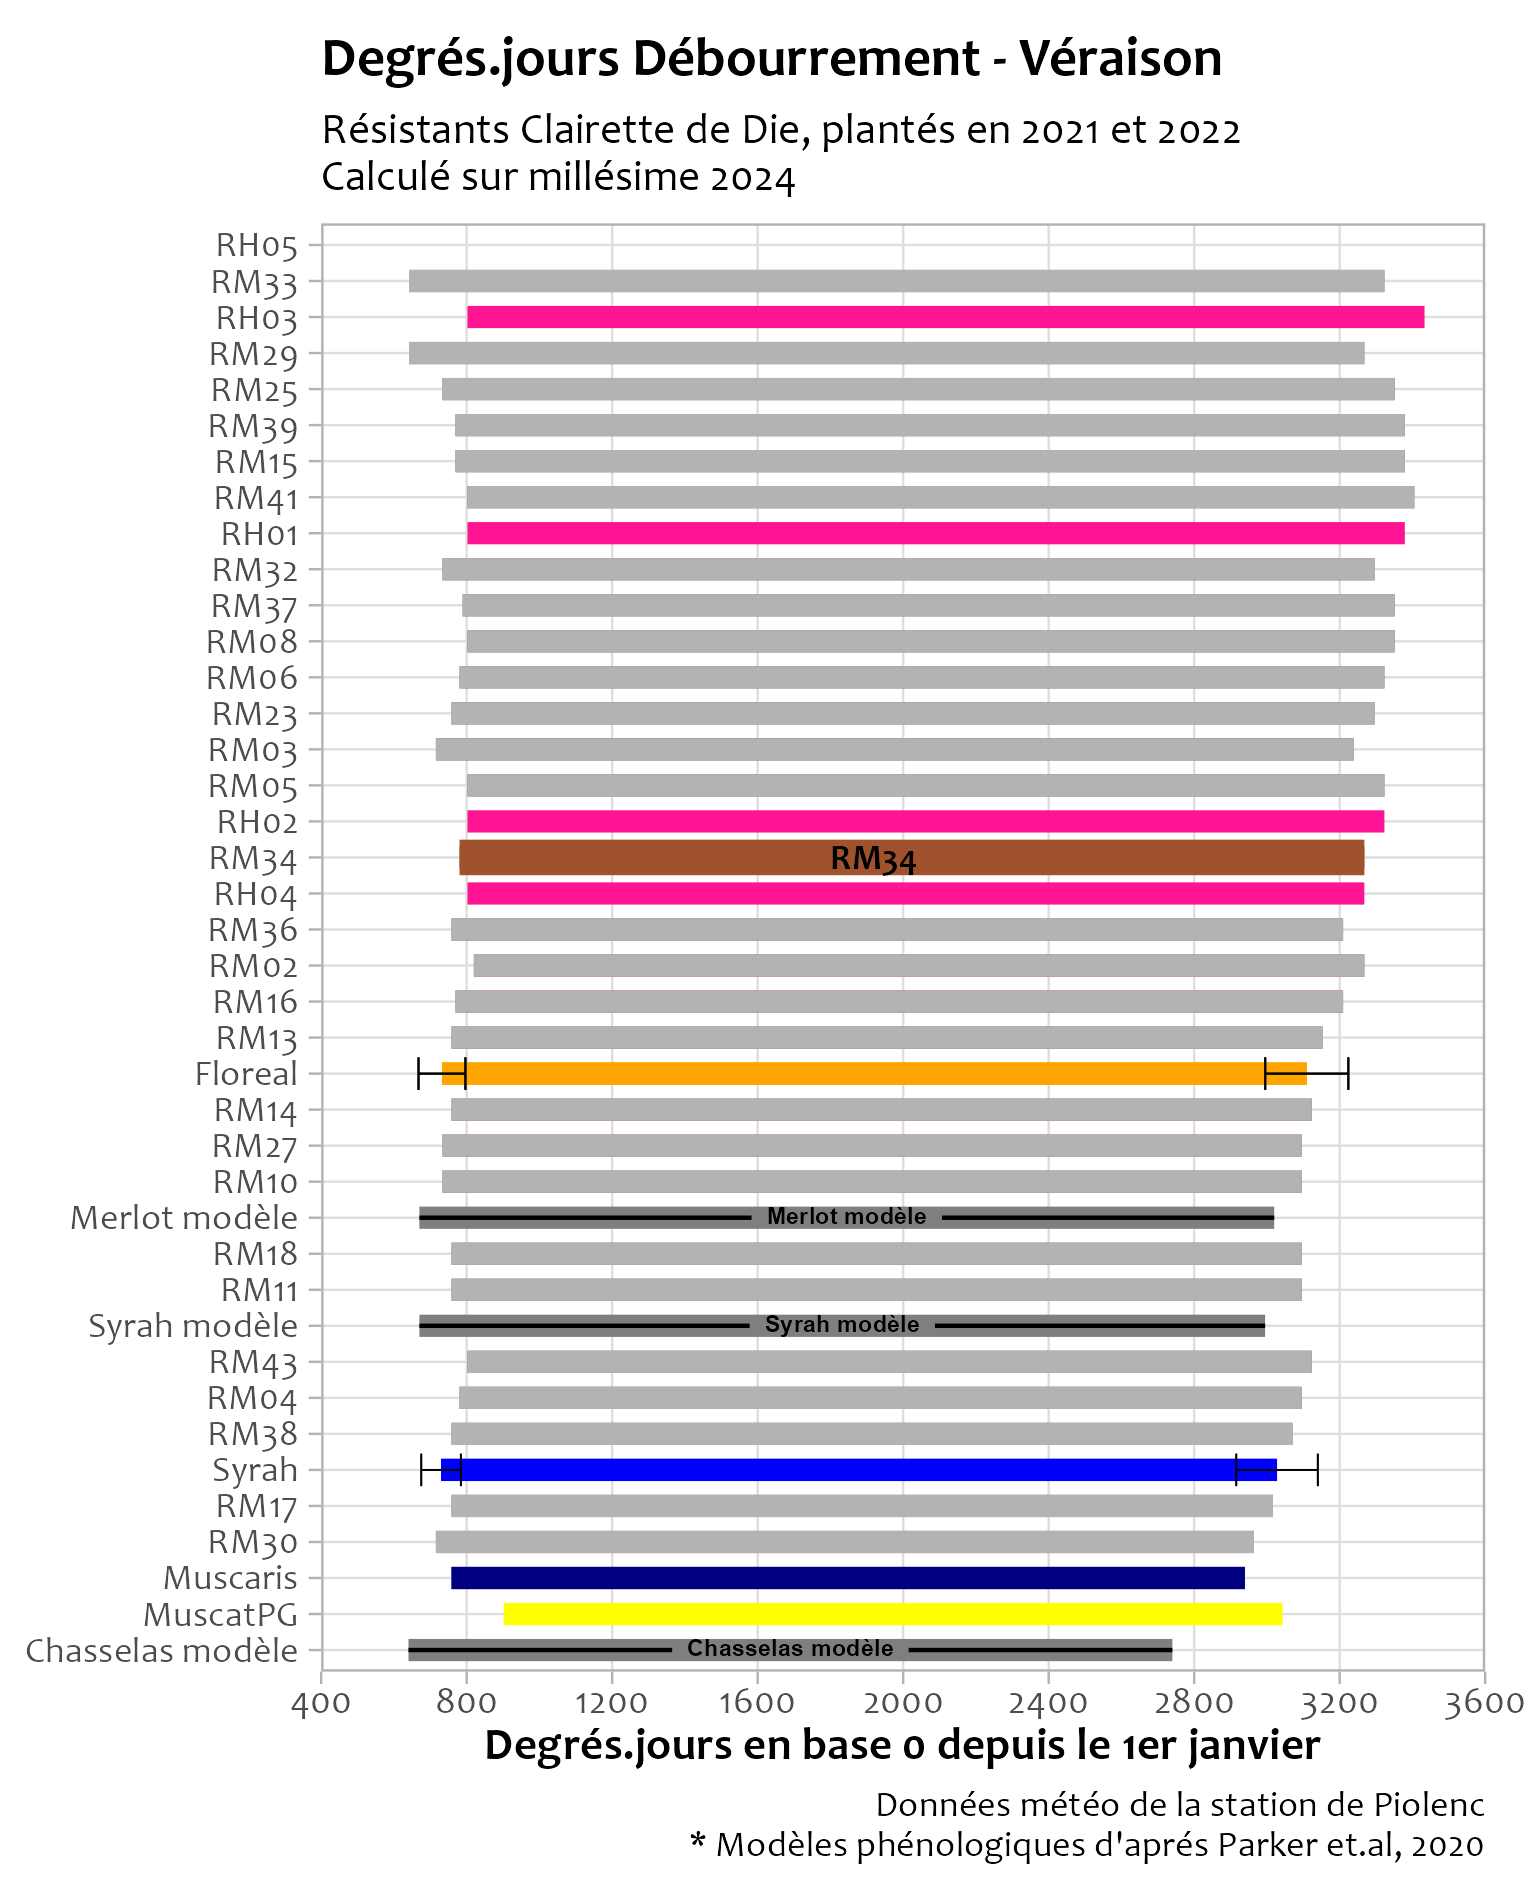 Degrés.jours Débourrement - Véraison
Résistants Clairette de Die, plantés en 2021 et 2022
Calculé sur millésime 2024
RH05
RM33
RH03
RM29
RM25
RM39
RM15
RM41
RH01
RM32
RM37
RM08
RM06
RM23
RM03
RM05
RH02
RM34
RM34
RH04
RM36
RM02
RM16
RM13
Floreal
RM14
RM27
RM10
Merlot modèle
Merlot modèle
RM18
RM11
Syrah modèle
Syrah modèle
RM43
RM04
RM38
Syrah
RM17
RM30
Muscaris
MuscatPG
Chasselas modèle
Chasselas modèle
400 800 1200 1600 2000 2400 2800 3200 3600
Degrés.jours en base 0 depuis le 1er janvier
Données météo de la station de Piolenc
* Modèles phénologiques d'aprés Parker et.al, 2020